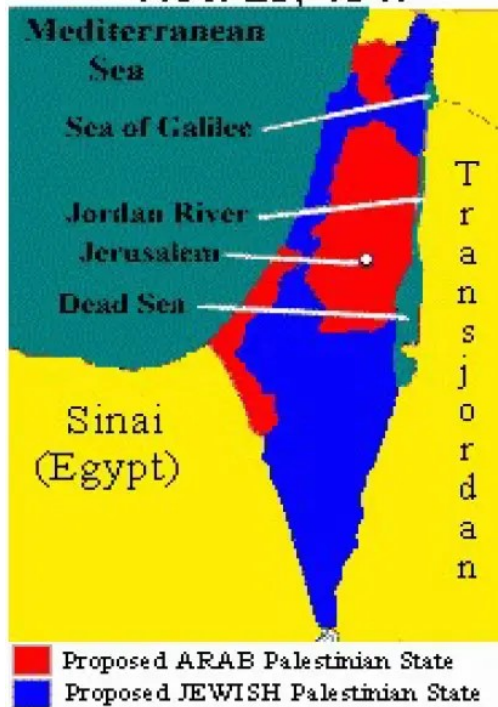 Mediterranean
Sea
Sea of Galilee
Jordan River
Jerusalem
Dead Sea
Transjordan
Sinai
(Egypt)
Proposed ARAB Palestinian State
Proposed JEWISH Palestinian State